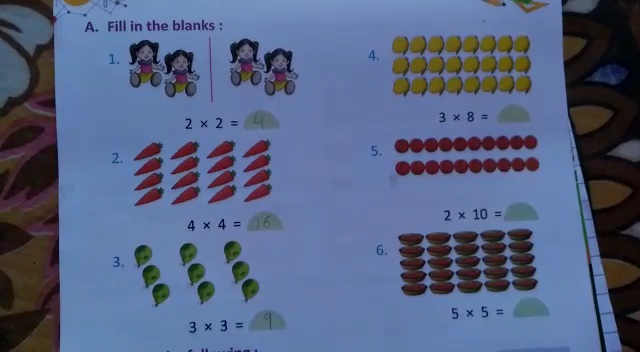 A. Fill in the blanks :
1.
2 × 2 = 4
2.
4 × 4 = 16
3.
3 × 3 = 9
4.
3 × 8 =
5.
2 × 10 =
6.
5 × 5 =